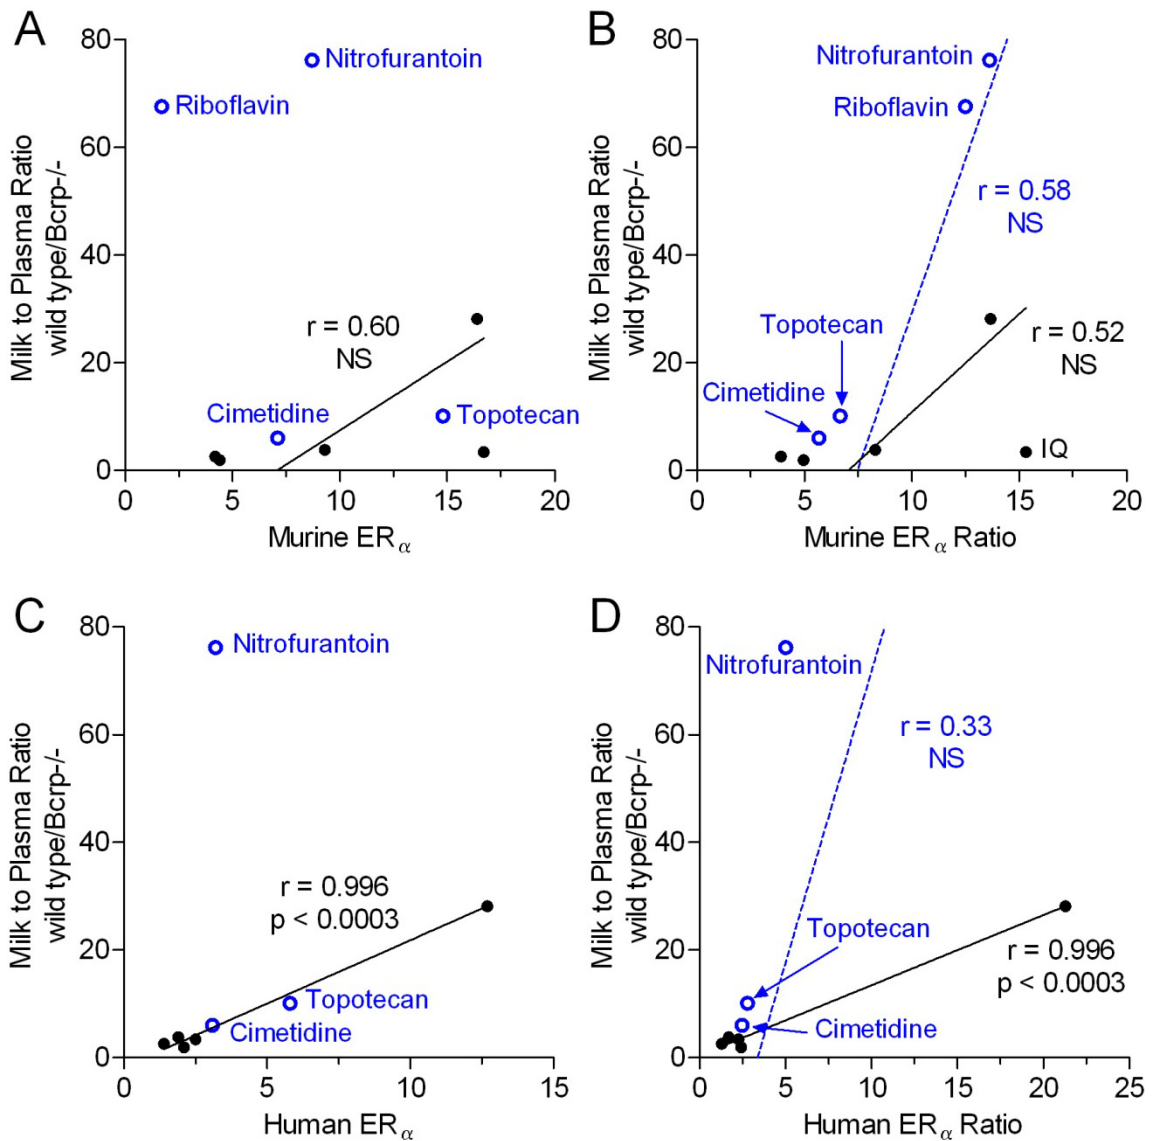 A
80
60
40
20
0
Milk to Plasma Ratio
wild type/Bcrp-/-
Nitrofurantoin
Riboflavin
r = 0.60
NS
Cimetidine
Topotecan
0
5
10
15
20
Murine ERα
B
80
60
40
20
0
Milk to Plasma Ratio
wild type/Bcrp-/-
Nitrofurantoin
Riboflavin
r = 0.58
NS
Topotecan
r = 0.52
NS
Cimetidine
IQ
0
5
10
15
20
Murine ERα Ratio
C
80
60
40
20
0
Milk to Plasma Ratio
wild type/Bcrp-/-
Nitrofurantoin
r = 0.996
p < 0.0003
Topotecan
Cimetidine
0
5
10
15
Human ERα
D
80
60
40
20
0
Milk to Plasma Ratio
wild type/Bcrp-/-
Nitrofurantoin
r = 0.33
NS
Topotecan
r = 0.996
p < 0.0003
Cimetidine
0
5
10
15
20
25
Human ERα Ratio